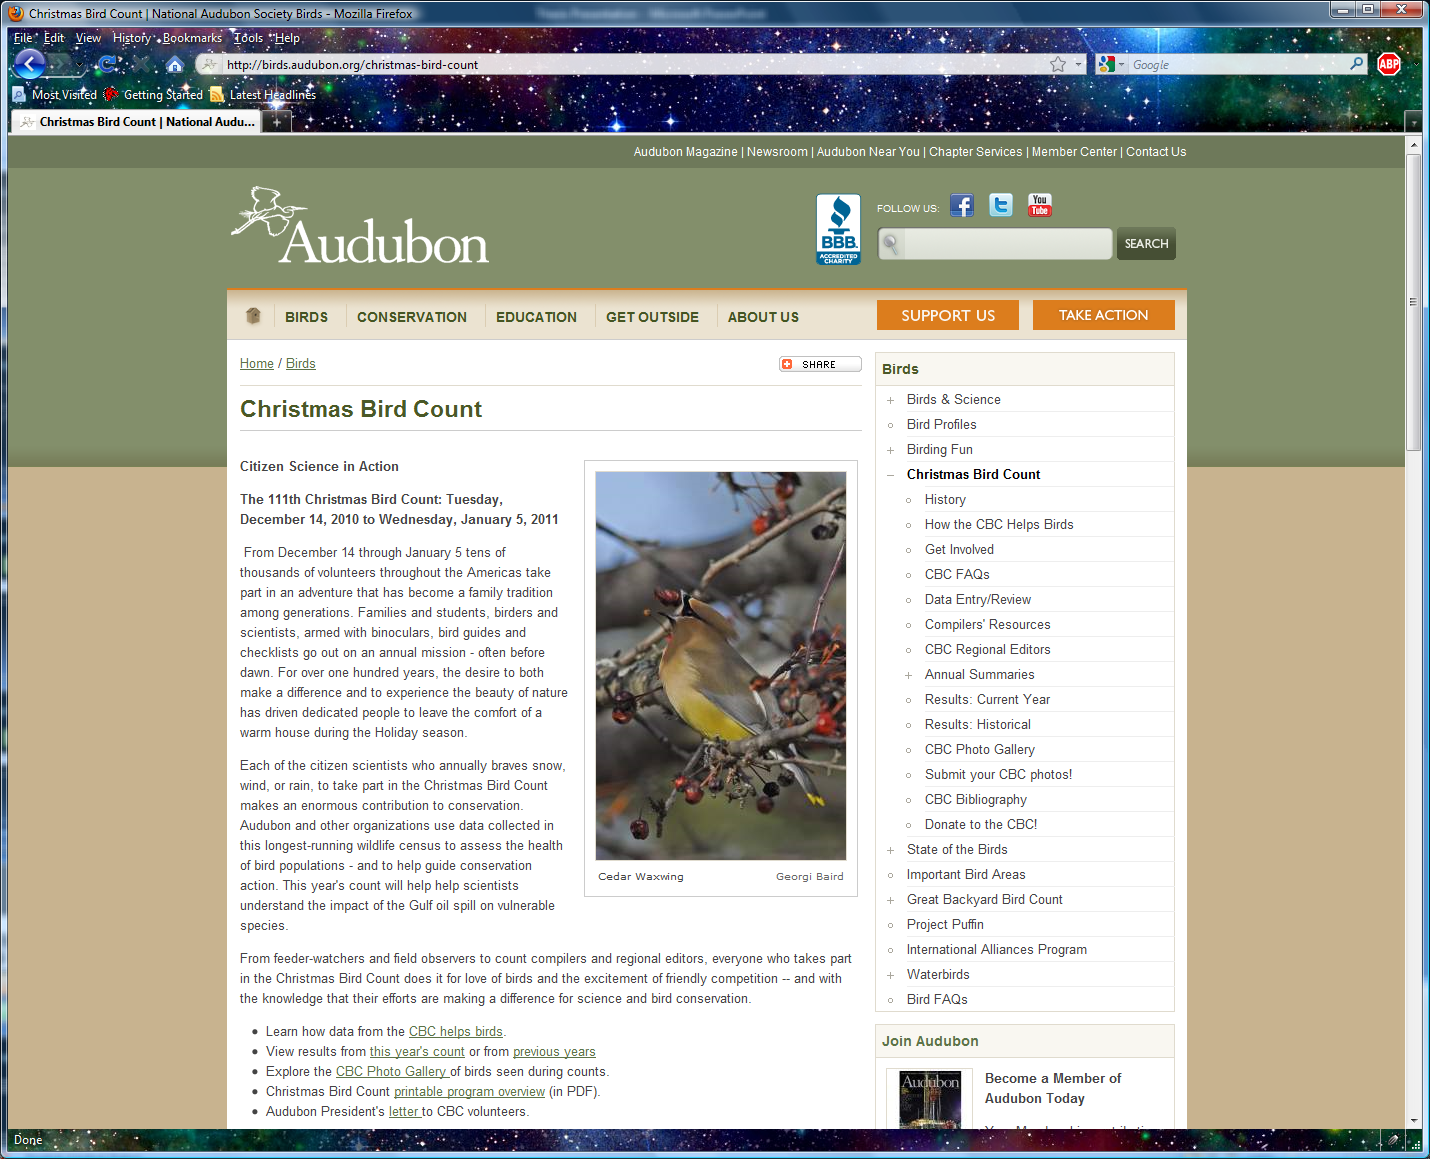 Christmas Bird Count | National Audubon Society Birds - Mozilla Firefox
File Edit View History Bookmarks Tools Help
http://birds.audubon.org/christmas-bird-count
Google
ABP
Most Visited Getting Started Latest Headlines
Christmas Bird Count | National Audu...
Audubon Magazine | Newsroom | Audubon Near You | Chapter Services | Member Center | Contact Us
Audubon
BBB.
ACCREDITED
CHARITY
FOLLOW US:
You
Tube
SEARCH
BIRDS CONSERVATION EDUCATION GET OUTSIDE ABOUT US SUPPORT US TAKE ACTION
Home / Birds
SHARE
Christmas Bird Count
Citizen Science in Action
The 111th Christmas Bird Count: Tuesday,
December 14, 2010 to Wednesday, January 5, 2011
From December 14 through January 5 tens of
thousands of volunteers throughout the Americas take
part in an adventure that has become a family tradition
among generations. Families and students, birders and
scientists, armed with binoculars, bird guides and
checklists go out on an annual mission - often before
dawn. For over one hundred years, the desire to both
make a difference and to experience the beauty of nature
has driven dedicated people to leave the comfort of a
warm house during the Holiday season.
Each of the citizen scientists who annually braves snow,
wind, or rain, to take part in the Christmas Bird Count
makes an enormous contribution to conservation.
Audubon and other organizations use data collected in
this longest-running wildlife census to assess the health
of bird populations - and to help guide conservation
action. This year's count will help help scientists
understand the impact of the Gulf oil spill on vulnerable
species.
Cedar Waxwing Georgi Baird
From feeder-watchers and field observers to count compilers and regional editors, everyone who takes part
in the Christmas Bird Count does it for love of birds and the excitement of friendly competition -- and with
the knowledge that their efforts are making a difference for science and bird conservation.
Learn how data from the CBC helps birds.
View results from this year's count or from previous years
Explore the CBC Photo Gallery of birds seen during counts.
Christmas Bird Count printable program overview (in PDF).
Audubon President's letter to CBC volunteers.
Birds
Birds & Science
Bird Profiles
Birding Fun
Christmas Bird Count
History
How the CBC Helps Birds
Get Involved
CBC FAQs
Data Entry/Review
Compilers' Resources
CBC Regional Editors
Annual Summaries
Results: Current Year
Results: Historical
CBC Photo Gallery
Submit your CBC photos!
CBC Bibliography
Donate to the CBC!
State of the Birds
Important Bird Areas
Great Backyard Bird Count
Project Puffin
International Alliances Program
Waterbirds
Bird FAQs
Join Audubon
Audubon
Become a Member of
Audubon Today
Done